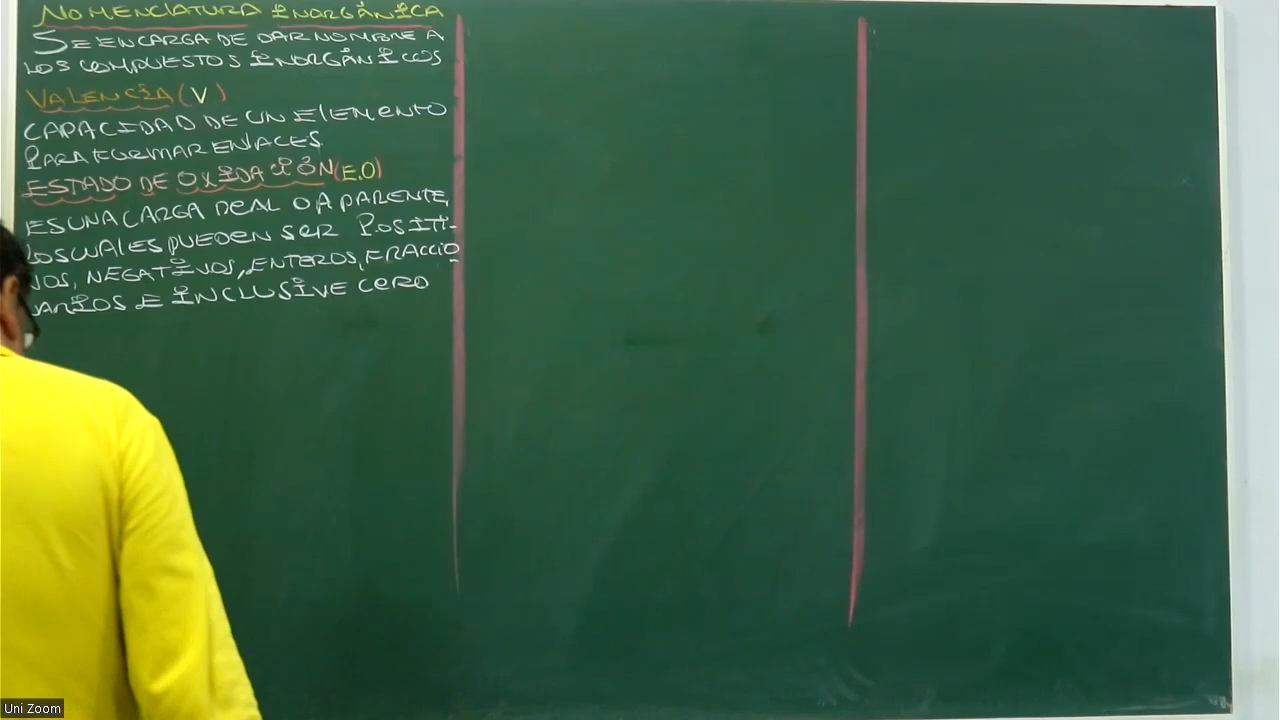 NOMENCLATURA INORGÁNICA
SE ENCARGA DE DAR NOMBRE A
LOS COMPUESTOS INORGÁNICOS
VALENCIA (V)
CAPACIDAD DE UN ELEMENTO
PARA FORMAR ENLACES
ESTADO DE OXIDACIÓN (E.O)
ES UNA CARGA REAL O APARENTE,
LOS CUALES PUEDEN SER POSITI-
VOS, NEGATIVOS, ENTEROS, FRACCIO-
NARIOS E INCLUSIVE CERO
Uni Zoom